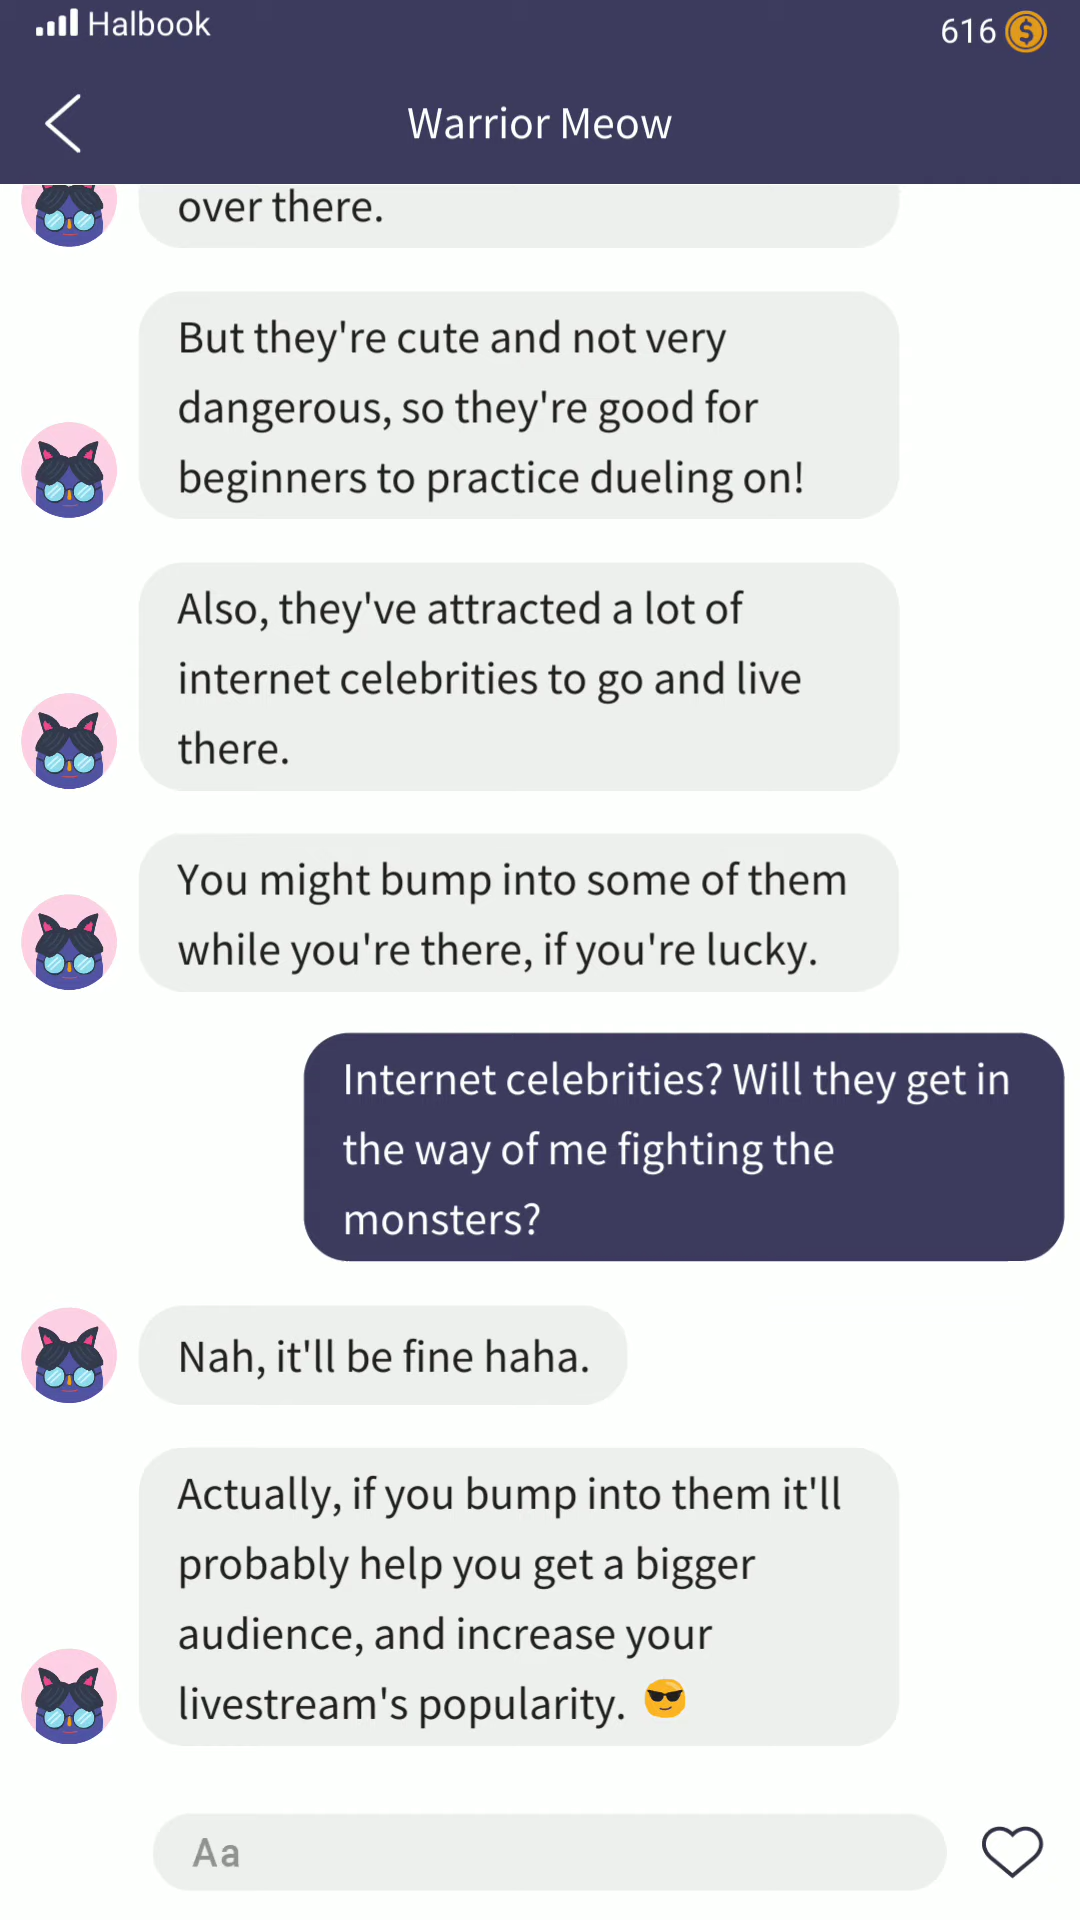 Halbook
616
Warrior Meow
over there.
But they're cute and not very
dangerous, so they're good for
beginners to practice dueling on!
Also, they've attracted a lot of
internet celebrities to go and live
there.
You might bump into some of them
while you're there, if you're lucky.
Internet celebrities? Will they get in
the way of me fighting the
monsters?
Nah, it'll be fine haha.
Actually, if you bump into them it'll
probably help you get a bigger
audience, and increase your
livestream's popularity. 😎
Aa